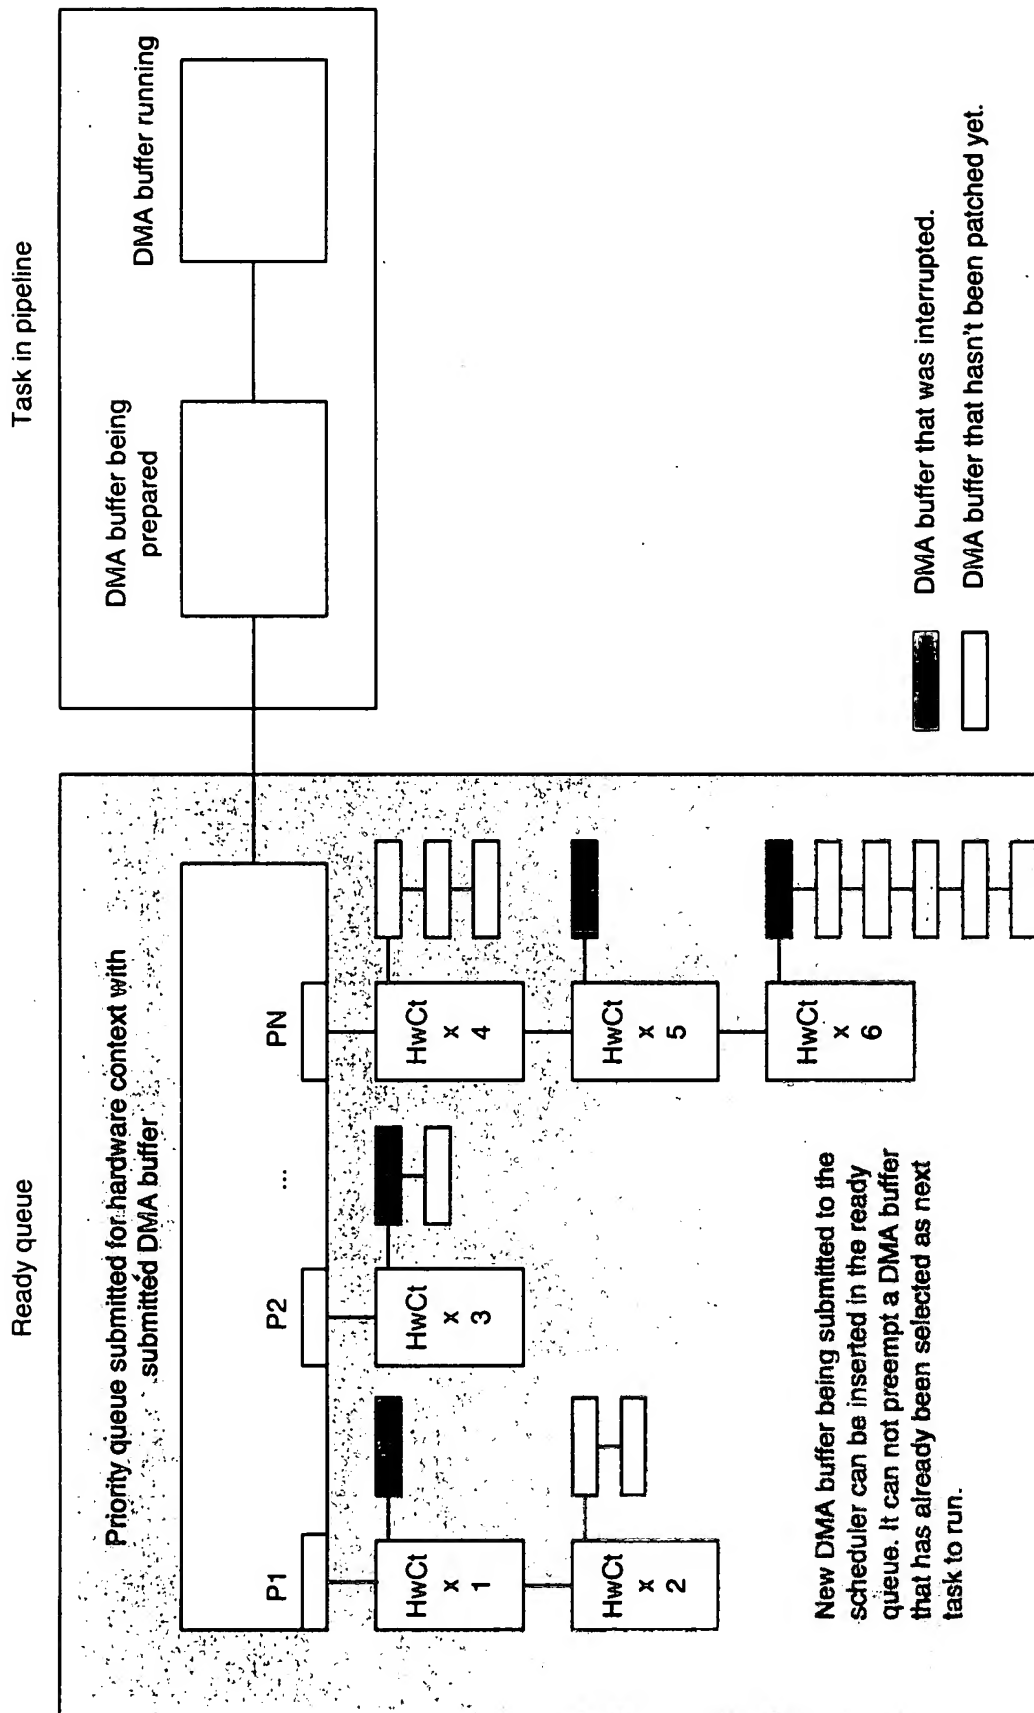 Ready queue
Task in pipeline
Priority queue submitted for hardware context with
submitted DMA buffer
P1
P2
...
PN
HwCt
x
1
HwCt
x
2
HwCt
x
3
HwCt
x
4
HwCt
x
5
HwCt
x
6
DMA buffer being
prepared
DMA buffer running
New DMA buffer being submitted to the
scheduler can be inserted in the ready
queue. It can not preempt a DMA buffer
that has already been selected as next
task to run.
DMA buffer that was interrupted.
DMA buffer that hasn't been patched yet.